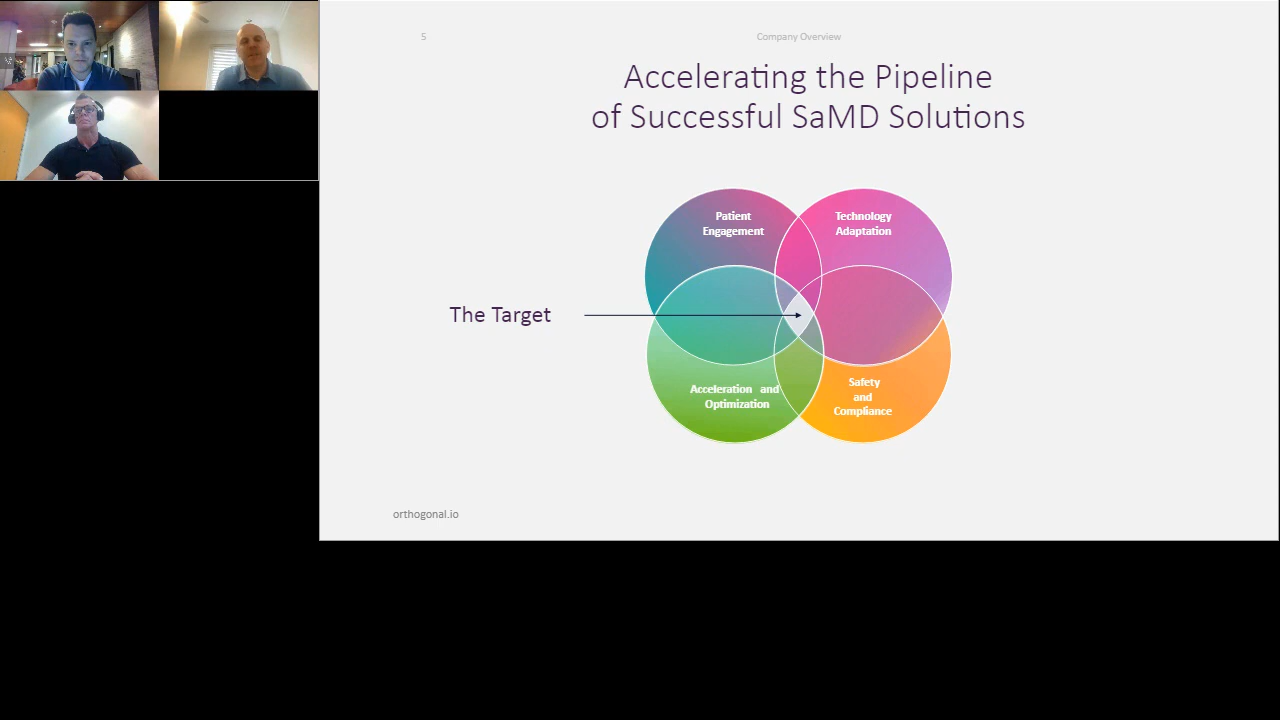 5
Company Overview
Accelerating the Pipeline
of Successful SaMD Solutions
Patient
Engagement
Technology
Adaptation
The Target
Acceleration and
Optimization
Safety
and
Compliance
orthogonal.io